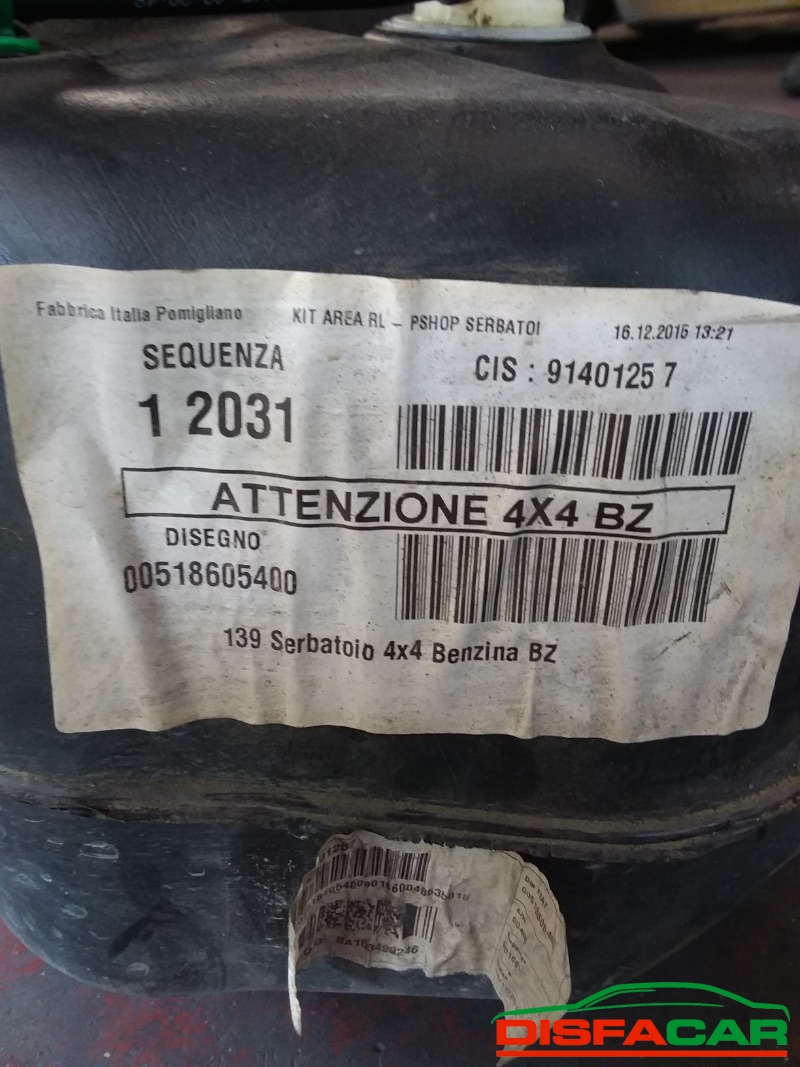 Fabbrica Italia Pomigliano KIT AREA RL - PSHOP SERBATOI 16.12.2015 13:21
SEQUENZA CIS : 9140125 7
1 2031
ATTENZIONE 4X4 BZ
DISEGNO
00518605400
139 Serbatoio 4x4 Benzina BZ
DISFACAR